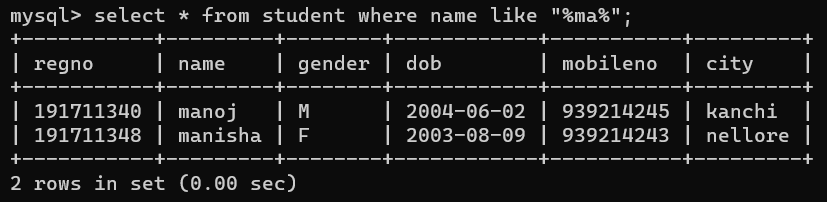 mysql> select * from student where name like "%ma%";
+-----------+---------+--------+------------+-----------+---------+
| regno     | name    | gender | dob        | mobileno  | city    |
+-----------+---------+--------+------------+-----------+---------+
| 191711340 | manoj   | M      | 2004-06-02 | 939214245 | kanchi  |
| 191711348 | manisha | F      | 2003-08-09 | 939214243 | nellore |
+-----------+---------+--------+------------+-----------+---------+
2 rows in set (0.00 sec)